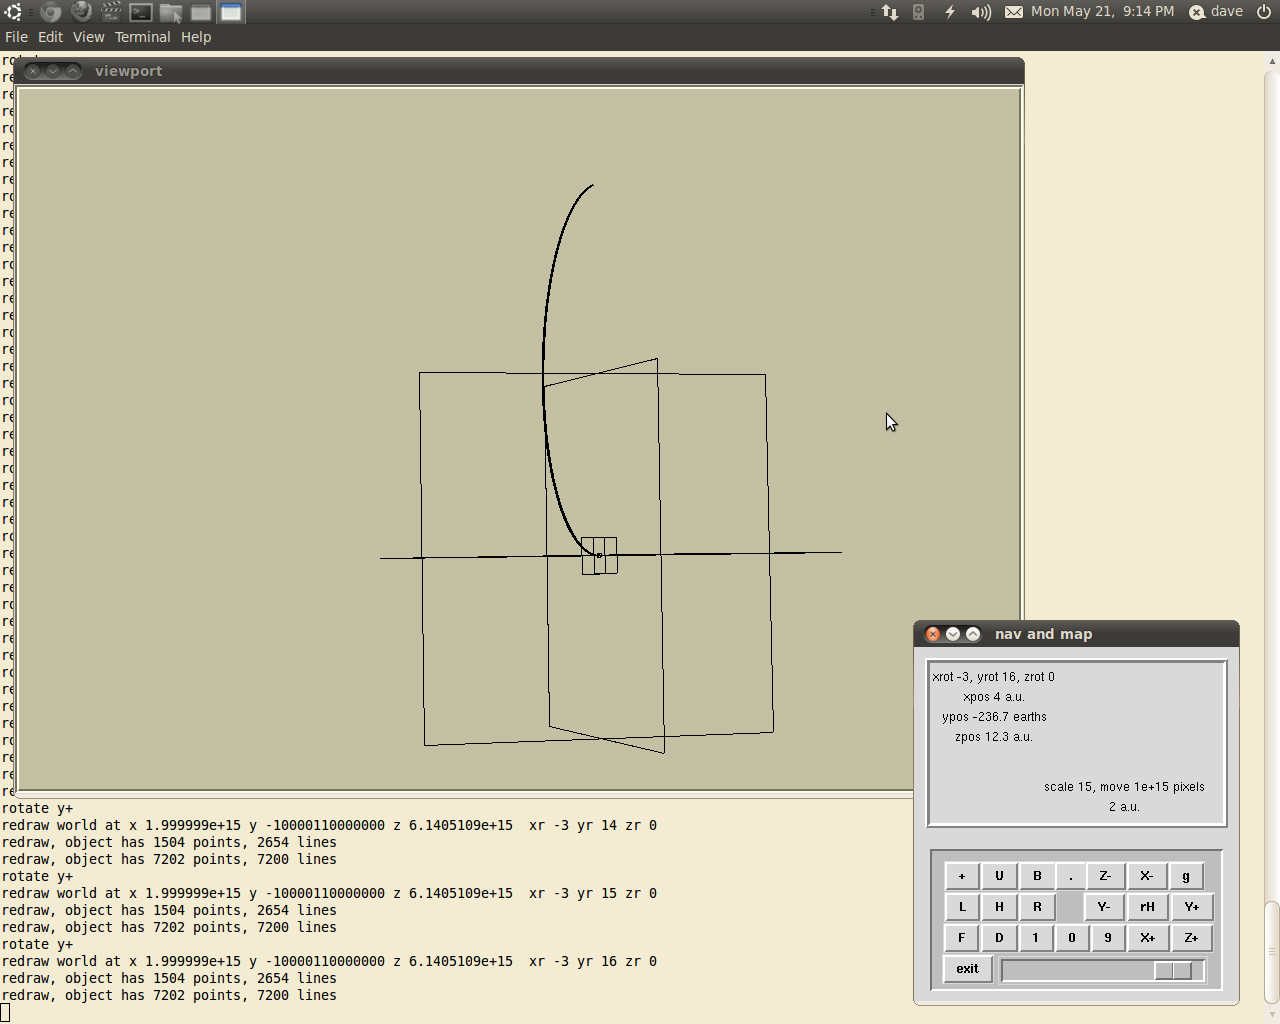 Mon May 21, 9:14 PM dave
File Edit View Terminal Help
viewport
nav and map
xrot -3, yrot 16, zrot 0
xpos 4 a.u.
ypos -236.7 earths
zpos 12.3 a.u.
scale 15, move 1e+15 pixels
2 a.u.
+ U B . Z- X- g
L H R Y- rH Y+
F D 1 0 9 X+ Z+
exit
rotate y+
redraw world at x 1.999999e+15 y -10000110000000 z 6.1405109e+15 xr -3 yr 14 zr 0
redraw, object has 1504 points, 2654 lines
redraw, object has 7202 points, 7200 lines
rotate y+
redraw world at x 1.999999e+15 y -10000110000000 z 6.1405109e+15 xr -3 yr 15 zr 0
redraw, object has 1504 points, 2654 lines
redraw, object has 7202 points, 7200 lines
rotate y+
redraw world at x 1.999999e+15 y -10000110000000 z 6.1405109e+15 xr -3 yr 16 zr 0
redraw, object has 1504 points, 2654 lines
redraw, object has 7202 points, 7200 lines